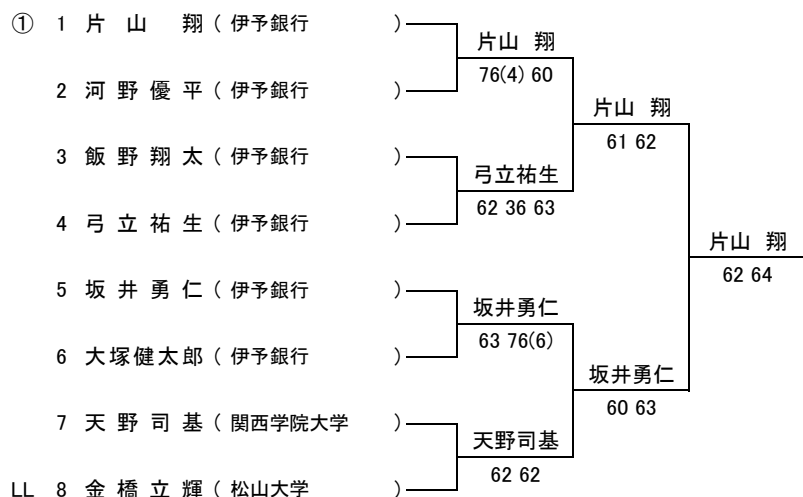 ① 1 片山 翔 ( 伊予銀行 )
片山 翔
76(4) 60
2 河野優平 ( 伊予銀行 )
片山 翔
61 62
3 飯野翔太 ( 伊予銀行 )
弓立祐生
62 36 63
4 弓立祐生 ( 伊予銀行 )
片山 翔
62 64
5 坂井勇仁 ( 伊予銀行 )
坂井勇仁
63 76(6)
6 大塚健太郎 ( 伊予銀行 )
坂井勇仁
60 63
7 天野司基 ( 関西学院大学 )
天野司基
62 62
LL 8 金橋立輝 ( 松山大学 )